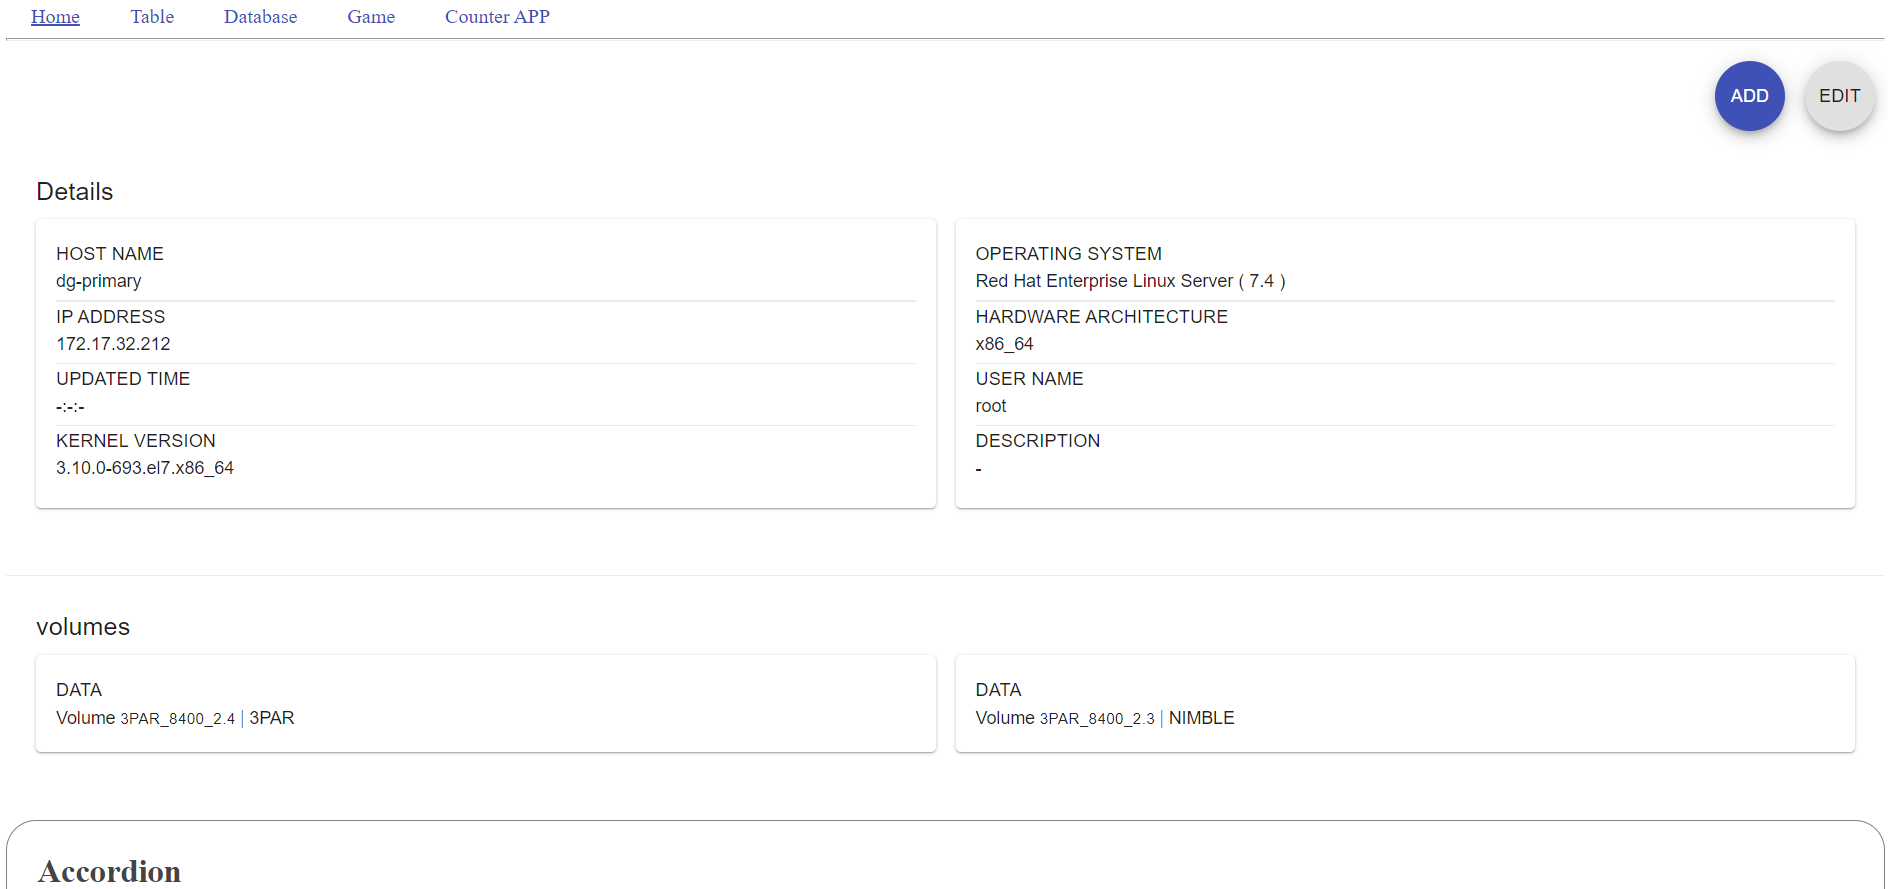 Home Table Database Game Counter APP
ADD EDIT
Details
HOST NAME
dg-primary
IP ADDRESS
172.17.32.212
UPDATED TIME
-:-:-
KERNEL VERSION
3.10.0-693.el7.x86_64
OPERATING SYSTEM
Red Hat Enterprise Linux Server ( 7.4 )
HARDWARE ARCHITECTURE
x86_64
USER NAME
root
DESCRIPTION
-
volumes
DATA
Volume 3PAR_8400_2.4 | 3PAR
DATA
Volume 3PAR_8400_2.3 | NIMBLE
Accordion